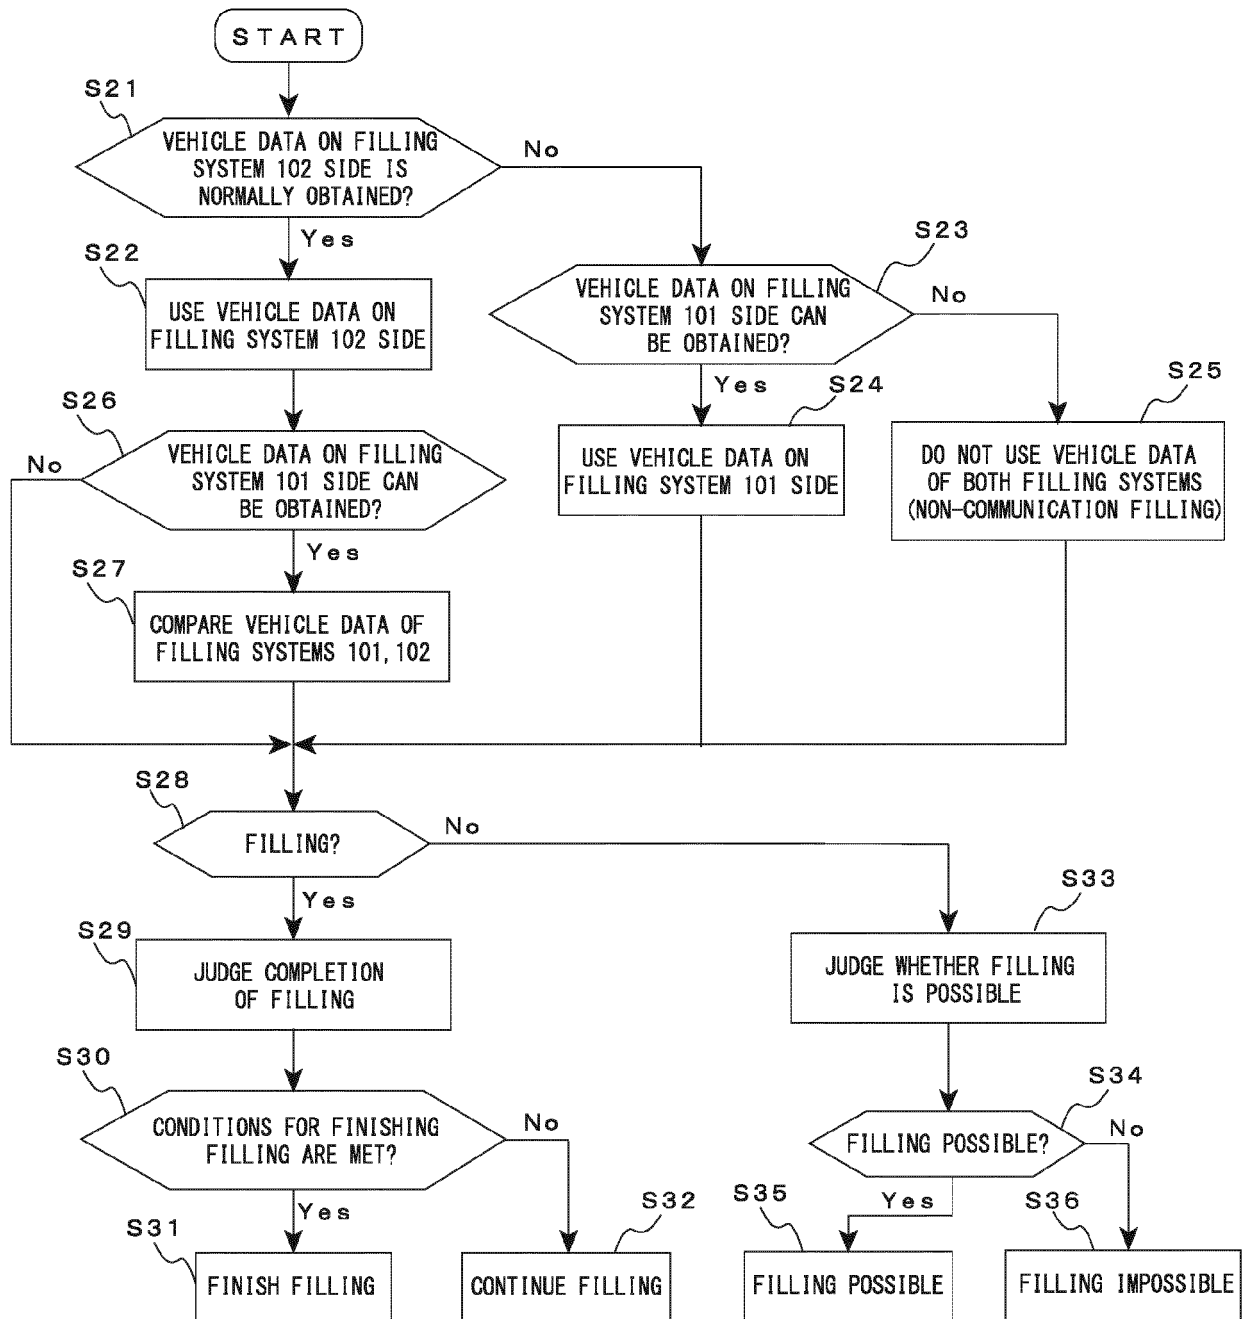 START
S21
VEHICLE DATA ON FILLING
SYSTEM 102 SIDE IS
NORMALLY OBTAINED?
No
Yes
S22
USE VEHICLE DATA ON
FILLING SYSTEM 102 SIDE
S23
VEHICLE DATA ON FILLING
SYSTEM 101 SIDE CAN
BE OBTAINED?
No
Yes
S24
USE VEHICLE DATA ON
FILLING SYSTEM 101 SIDE
S25
DO NOT USE VEHICLE DATA
OF BOTH FILLING SYSTEMS
(NON-COMMUNICATION FILLING)
S26
No
VEHICLE DATA ON FILLING
SYSTEM 101 SIDE CAN
BE OBTAINED?
Yes
S27
COMPARE VEHICLE DATA OF
FILLING SYSTEMS 101,102
S28
FILLING?
No
Yes
S29
JUDGE COMPLETION
OF FILLING
S33
JUDGE WHETHER FILLING
IS POSSIBLE
S30
CONDITIONS FOR FINISHING
FILLING ARE MET?
No
Yes
S34
FILLING POSSIBLE?
No
Yes
S31
FINISH FILLING
S32
CONTINUE FILLING
S35
FILLING POSSIBLE
S36
FILLING IMPOSSIBLE